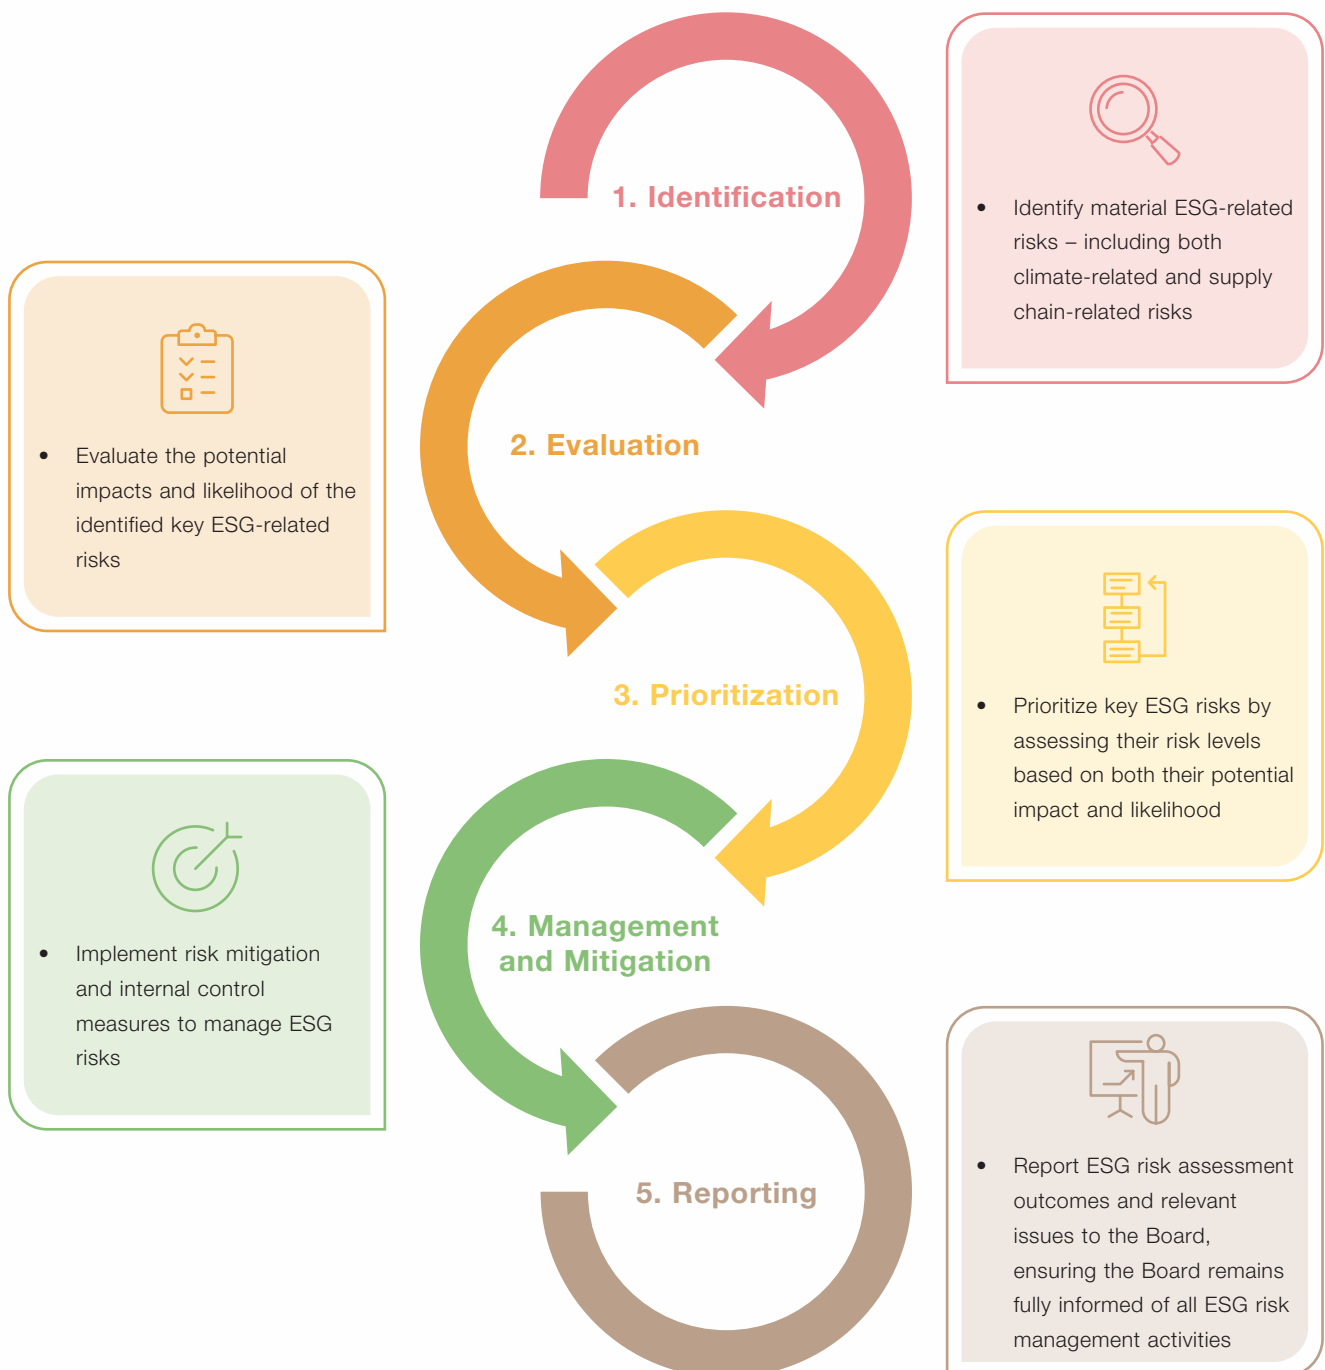 1. Identification
• Identify material ESG-related
risks – including both
climate-related and supply
chain-related risks
2. Evaluation
• Evaluate the potential
impacts and likelihood of the
identified key ESG-related
risks
3. Prioritization
• Prioritize key ESG risks by
assessing their risk levels
based on both their potential
impact and likelihood
4. Management
and Mitigation
• Implement risk mitigation
and internal control
measures to manage ESG
risks
5. Reporting
• Report ESG risk assessment
outcomes and relevant
issues to the Board,
ensuring the Board remains
fully informed of all ESG risk
management activities